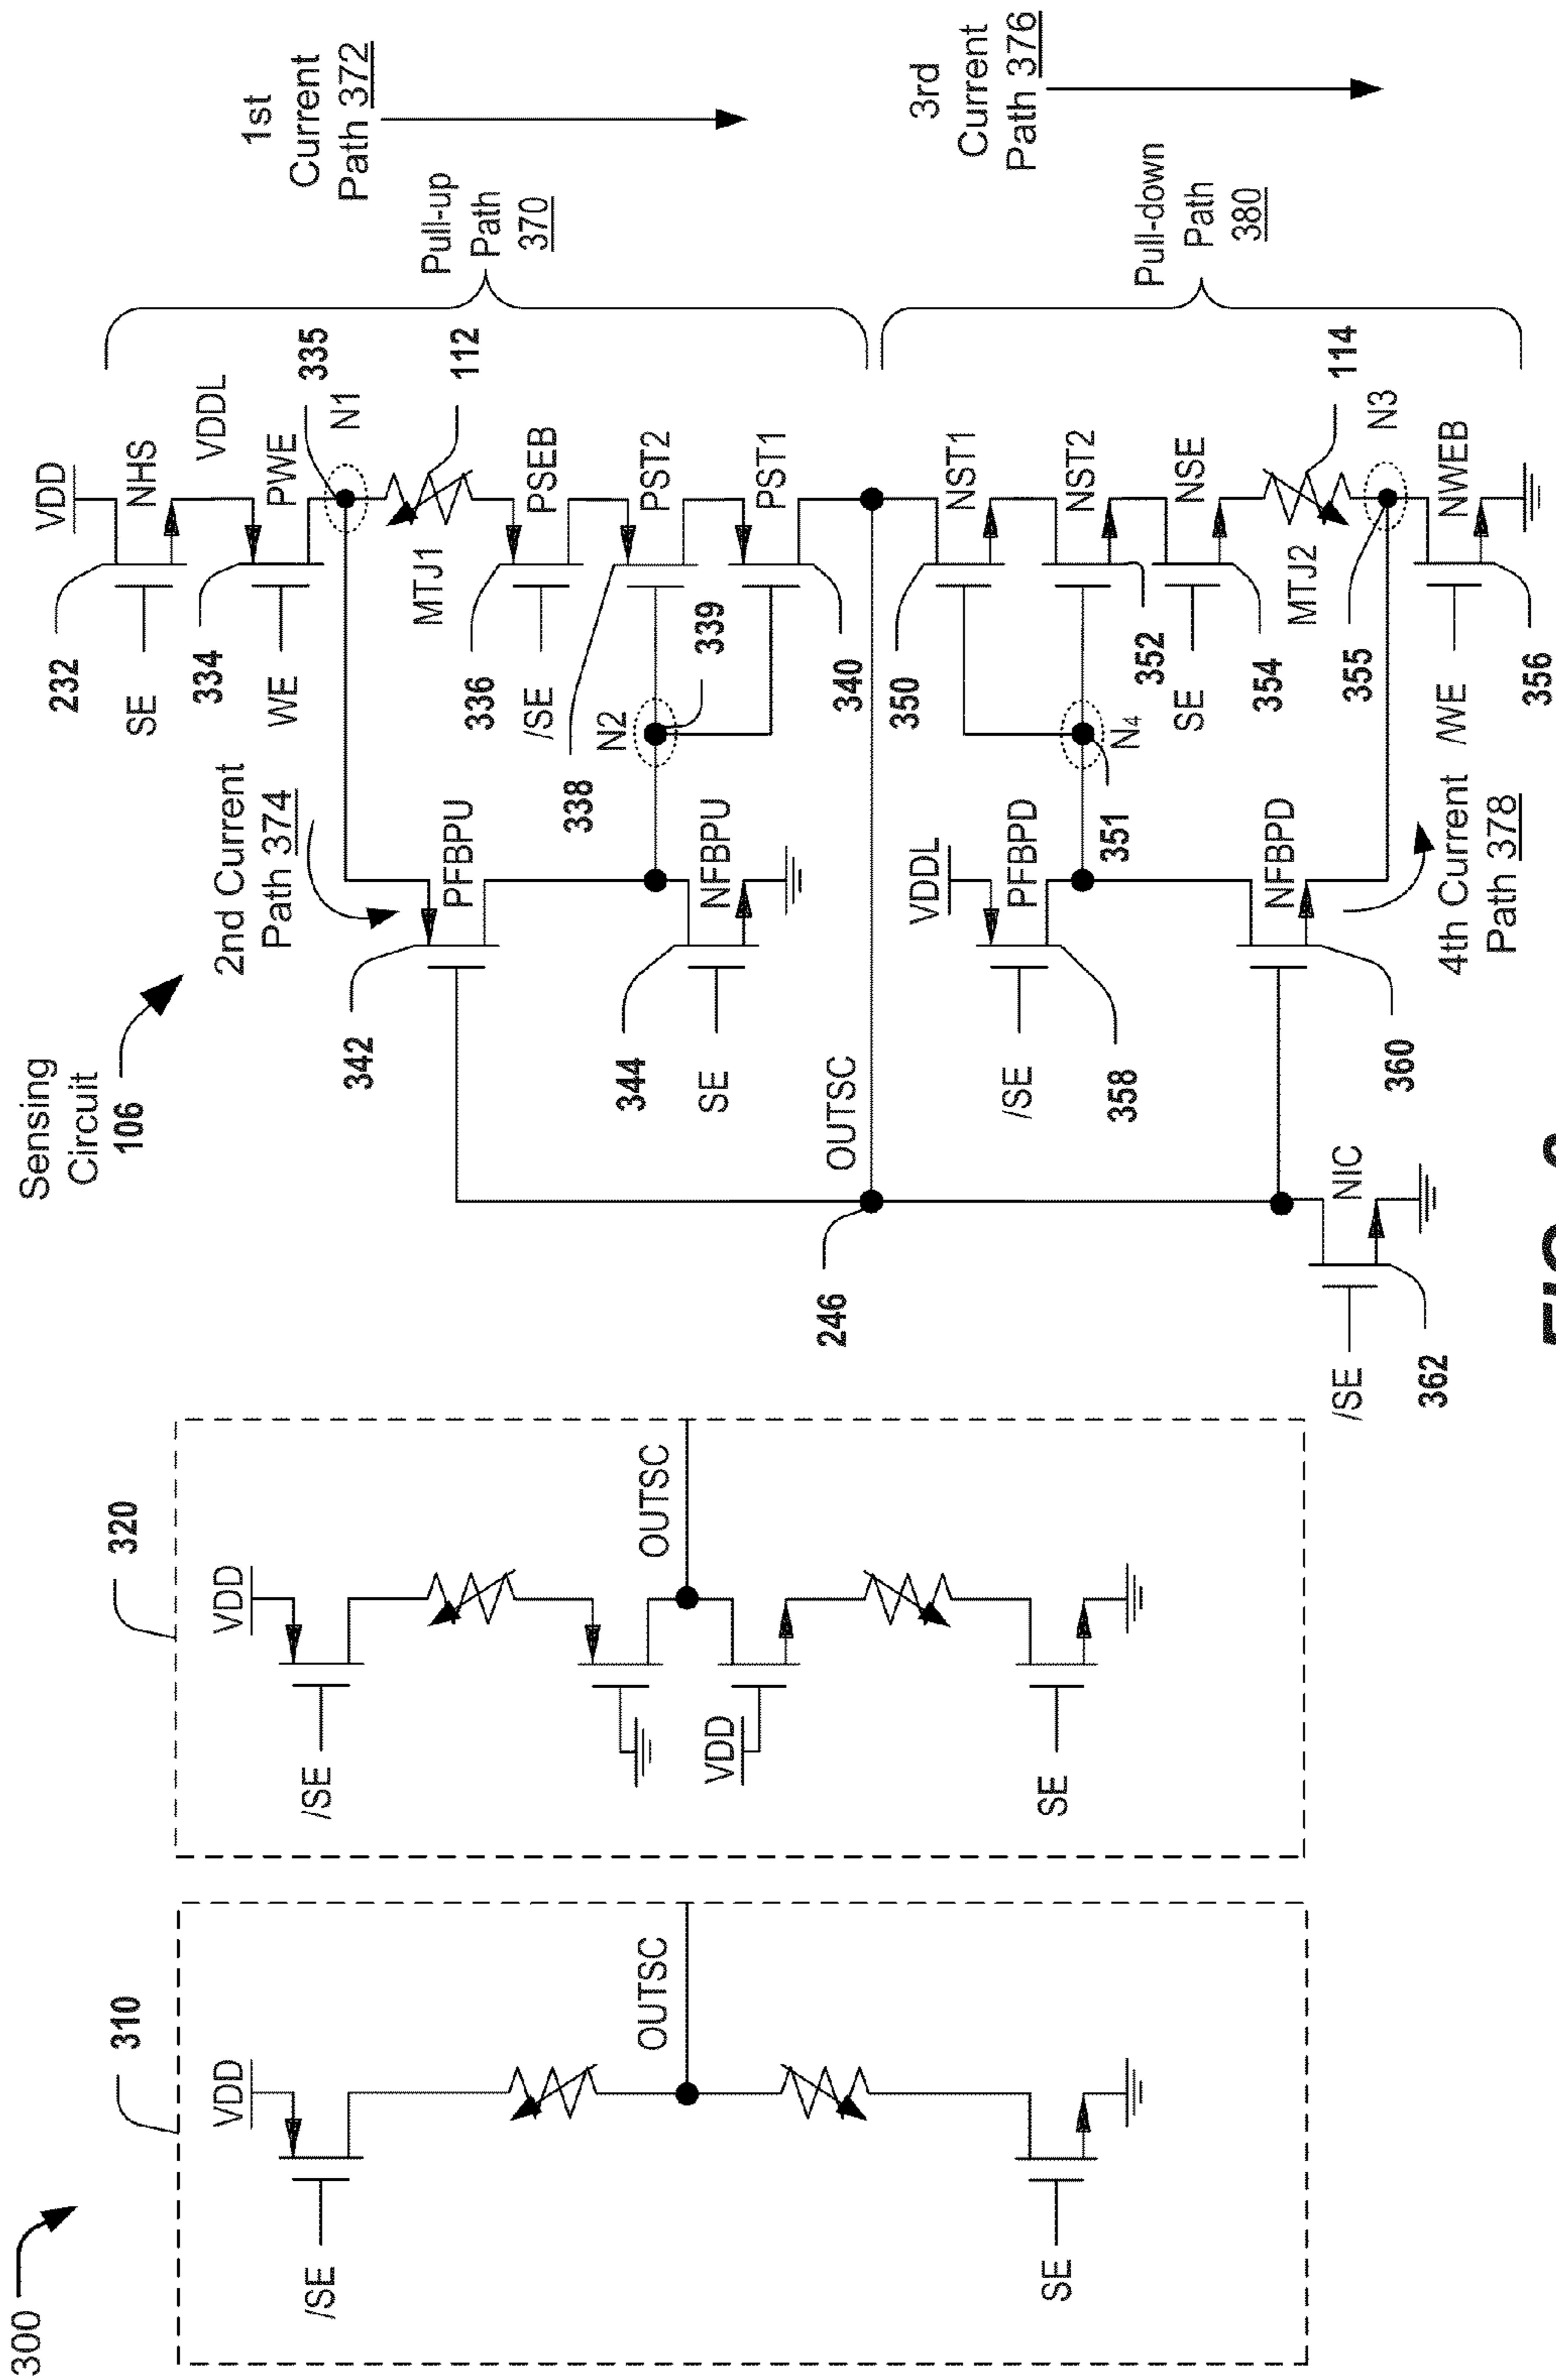 300
310
VDD
/SE
OUTSC
SE
320
VDD
/SE
OUTSC
VDD
SE
Sensing
Circuit
106
2nd Current
Path 374
VDD
232
SE
NHS
VDDL
334
WE
PWE
335
N1
112
MTJ1
336
/SE
PSEB
338
PST2
N2
339
PST1
340
342
PFBPU
344
SE
NFBPU
246
OUTSC
350
NST1
NST2
352
N4
351
NSE
SE
354
VDDL
PFBPD
/SE
358
NFBPD
360
MTJ2
114
355
N3
NWEB
/WE
356
4th Current
Path 378
NIC
/SE
362
1st
Current
Path 372
Pull-up
Path
370
3rd
Current
Path 376
Pull-down
Path
380